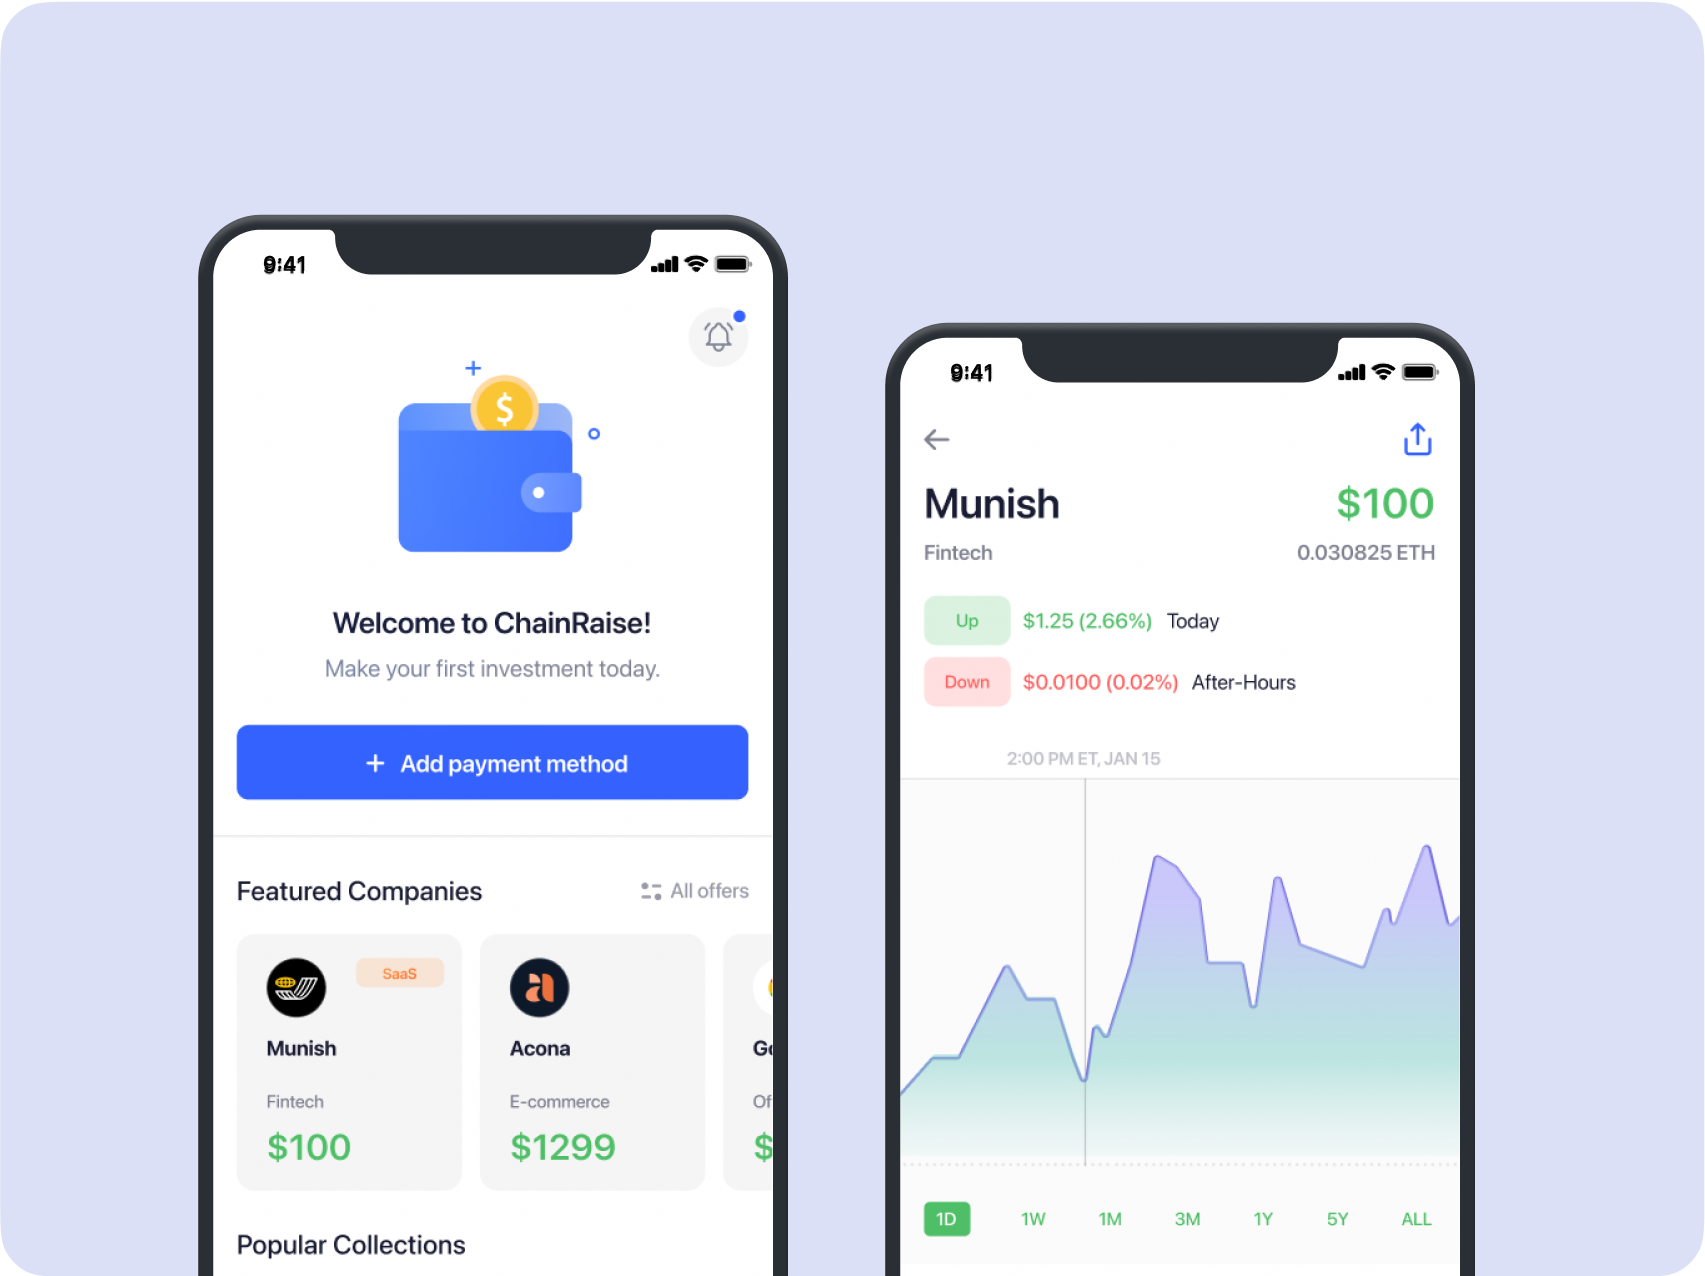 9:41
$
Welcome to ChainRaise!
Make your first investment today.
+ Add payment method
Featured Companies
All offers
SaaS
Munish
Fintech
$100
a
Acona
E-commerce
$1299
$
Popular Collections
9:41
Munish
$100
Fintech
0.030825 ETH
Up $1.25 (2.66%) Today
Down $0.0100 (0.02%) After-Hours
2:00 PM ET, JAN 15
1D 1W 1M 3M 1Y 5Y ALL